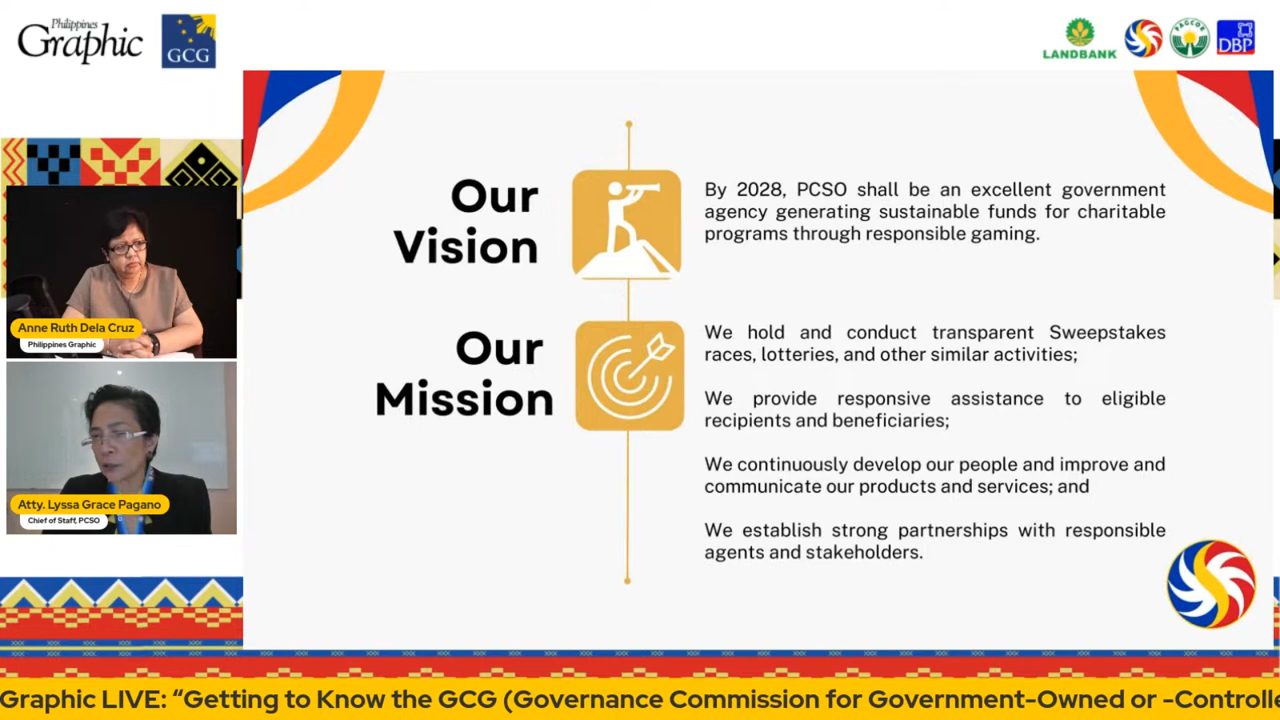 Philippines
Graphic
GCG
LANDBANK
PAGCOR
DBP
Our
Vision
By 2028, PCSO shall be an excellent government
agency generating sustainable funds for charitable
programs through responsible gaming.
Our
Mission
We hold and conduct transparent Sweepstakes
races, lotteries, and other similar activities;
We provide responsive assistance to eligible
recipients and beneficiaries;
We continuously develop our people and improve and
communicate our products and services; and
We establish strong partnerships with responsible
agents and stakeholders.
Anne Ruth Dela Cruz
Philippines Graphic
Atty. Lyssa Grace Pagano
Chief of Staff, PCSO
Graphic LIVE: “Getting to Know the GCG (Governance Commission for Government-Owned or -Controlle